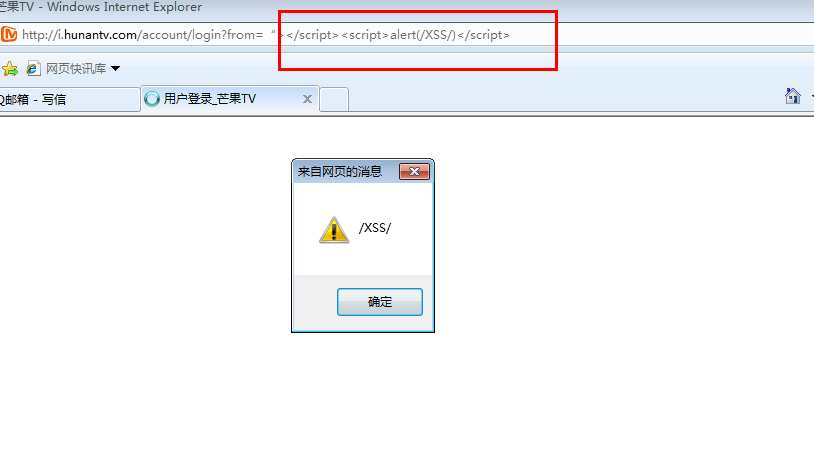 芒果TV - Windows Internet Explorer
http://i.hunantv.com/account/login?from= “></script><script>alert(/XSS/)</script>
网页快讯库
Q邮箱 - 写信
用户登录_芒果TV
来自网页的消息
/XSS/
确定